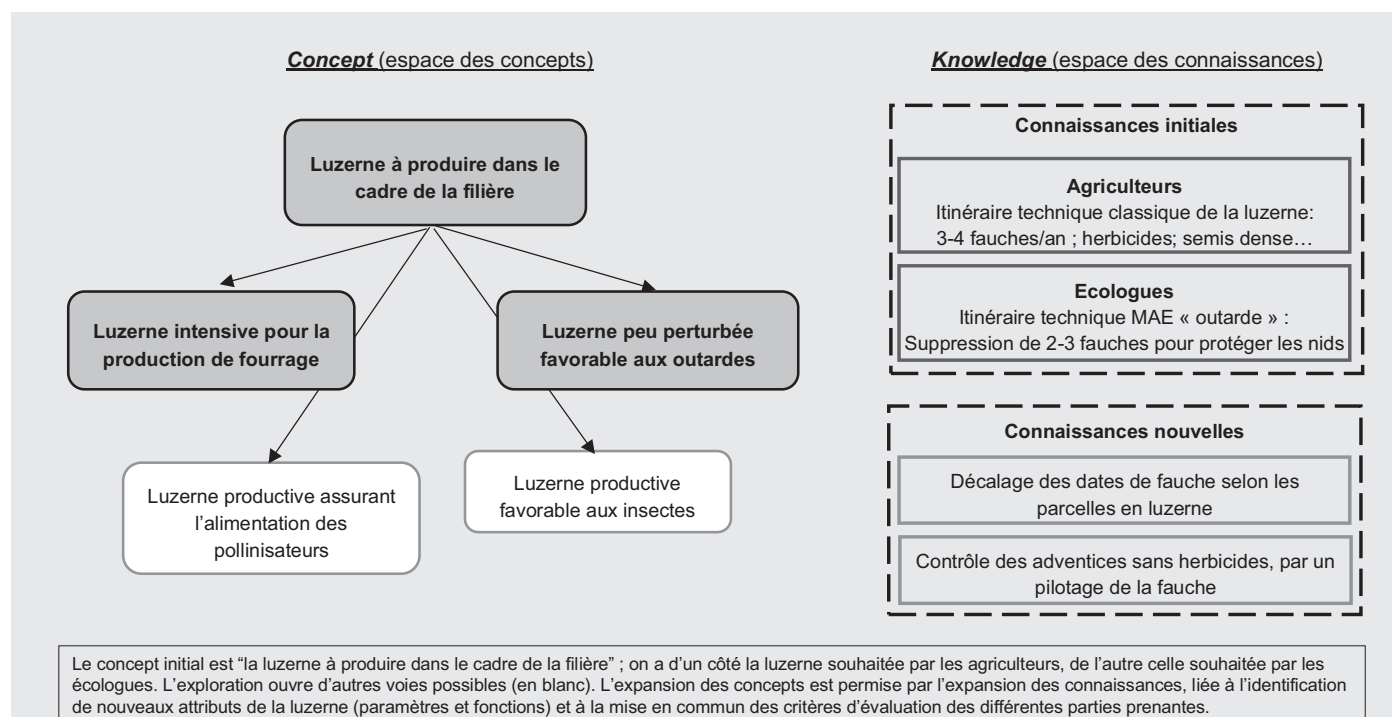 Concept (espace des concepts)
Luzerne à produire dans le
cadre de la filière
Luzerne intensive pour la
production de fourrage
Luzerne peu perturbée
favorable aux outardes
Luzerne productive assurant
l'alimentation des
pollinisateurs
Luzerne productive
favorable aux insectes
Knowledge (espace des connaissances)
Connaissances initiales
Agriculteurs
Itinéraire technique classique de la luzerne:
3-4 fauches/an ; herbicides; semis dense…
Ecologues
Itinéraire technique MAE « outarde » :
Suppression de 2-3 fauches pour protéger les nids
Connaissances nouvelles
Décalage des dates de fauche selon les
parcelles en luzerne
Contrôle des adventices sans herbicides, par un
pilotage de la fauche
Le concept initial est “la luzerne à produire dans le cadre de la filière” ; on a d'un côté la luzerne souhaitée par les agriculteurs, de l'autre celle souhaitée par les
écologues. L'exploration ouvre d'autres voies possibles (en blanc). L'expansion des concepts est permise par l'expansion des connaissances, liée à l'identification
de nouveaux attributs de la luzerne (paramètres et fonctions) et à la mise en commun des critères d'évaluation des différentes parties prenantes.